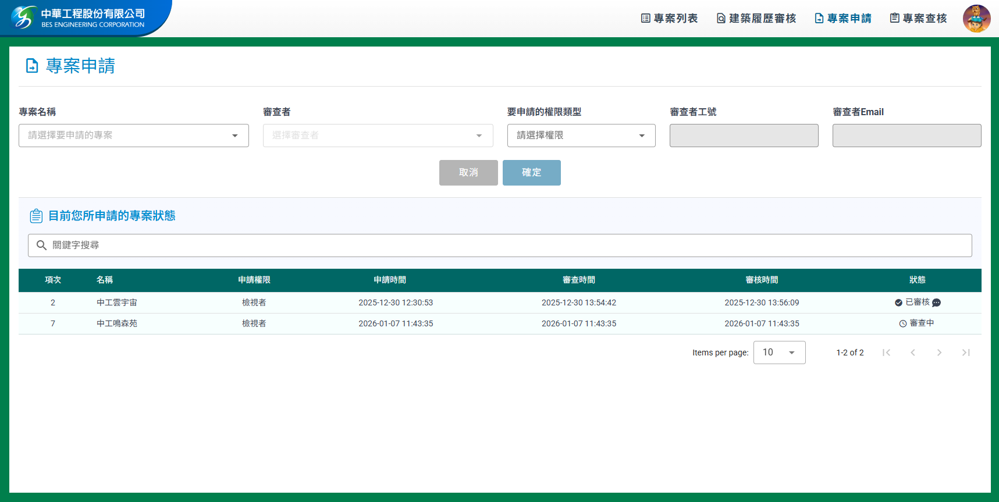 中華工程股份有限公司
BES ENGINEERING CORPORATION
專案列表 建築履歷審核 專案申請 專案查核
專案申請
專案名稱 審查者 要申請的權限類型 審查者工號 審查者Email
請選擇要申請的專案 選擇審查者 請選擇權限
取消 確定
目前您所申請的專案狀態
關鍵字搜尋
項次 名稱 申請權限 申請時間 審查時間 審核時間 狀態
2 中工雲宇宙 檢視者 2025-12-30 12:30:53 2025-12-30 13:54:42 2025-12-30 13:56:09 已審核
7 中工鳴森苑 檢視者 2026-01-07 11:43:35 2026-01-07 11:43:35 2026-01-07 11:43:35 審查中
Items per page: 10 1-2 of 2